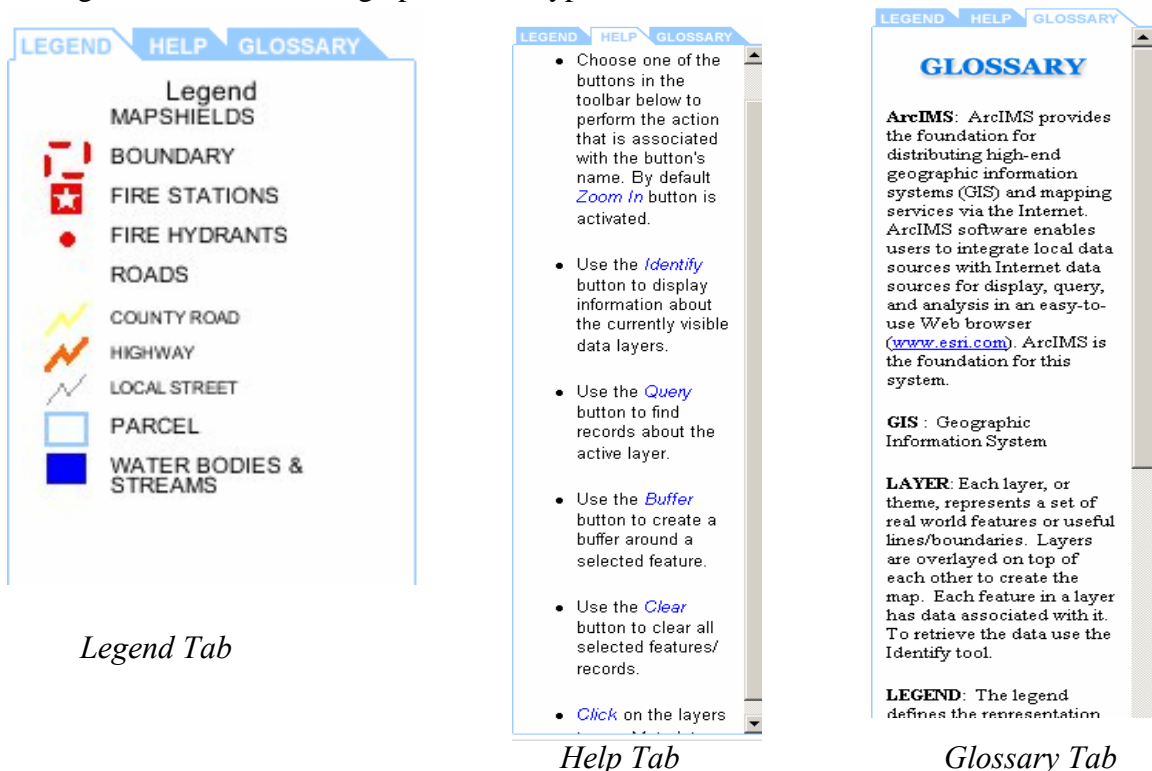 LEGEND HELP GLOSSARY
Legend
MAPSHIELDS
BOUNDARY
FIRE STATIONS
FIRE HYDRANTS
ROADS
COUNTY ROAD
HIGHWAY
LOCAL STREET
PARCEL
WATER BODIES &
STREAMS
Legend Tab
LEGEND HELP GLOSSARY
• Choose one of the
buttons in the
toolbar below to
perform the action
that is associated
with the button's
name. By default
Zoom In button is
activated.
• Use the Identify
button to display
information about
the currently visible
data layers.
• Use the Query
button to find
records about the
active layer.
• Use the Buffer
button to create a
buffer around a
selected feature.
• Use the Clear
button to clear all
selected features/
records.
• Click on the layers
Help Tab
LEGEND HELP GLOSSARY
GLOSSARY
ArcIMS: ArcIMS provides
the foundation for
distributing high-end
geographic information
systems (GIS) and mapping
services via the Internet.
ArcIMS software enables
users to integrate local data
sources with Internet data
sources for display, query,
and analysis in an easy-to-
use Web browser
(www.esri.com). ArcIMS is
the foundation for this
system.
GIS : Geographic
Information System
LAYER: Each layer, or
theme, represents a set of
real world features or useful
lines/boundaries. Layers
are overlayed on top of
each other to create the
map. Each feature in a layer
has data associated with it.
To retrieve the data use the
Identify tool.
LEGEND: The legend
defines the representation
Glossary Tab